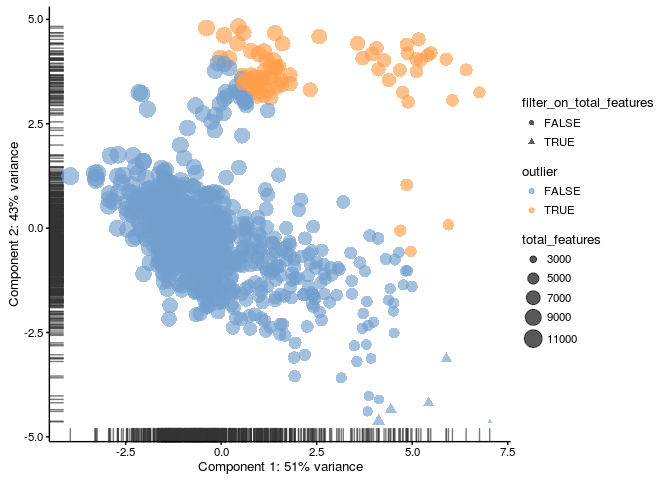 5.0
2.5
0.0
-2.5
-5.0
Component 2: 43% variance
-2.5
0.0
2.5
5.0
7.5
Component 1: 51% variance
filter_on_total_features
FALSE
TRUE
outlier
FALSE
TRUE
total_features
3000
5000
7000
9000
11000